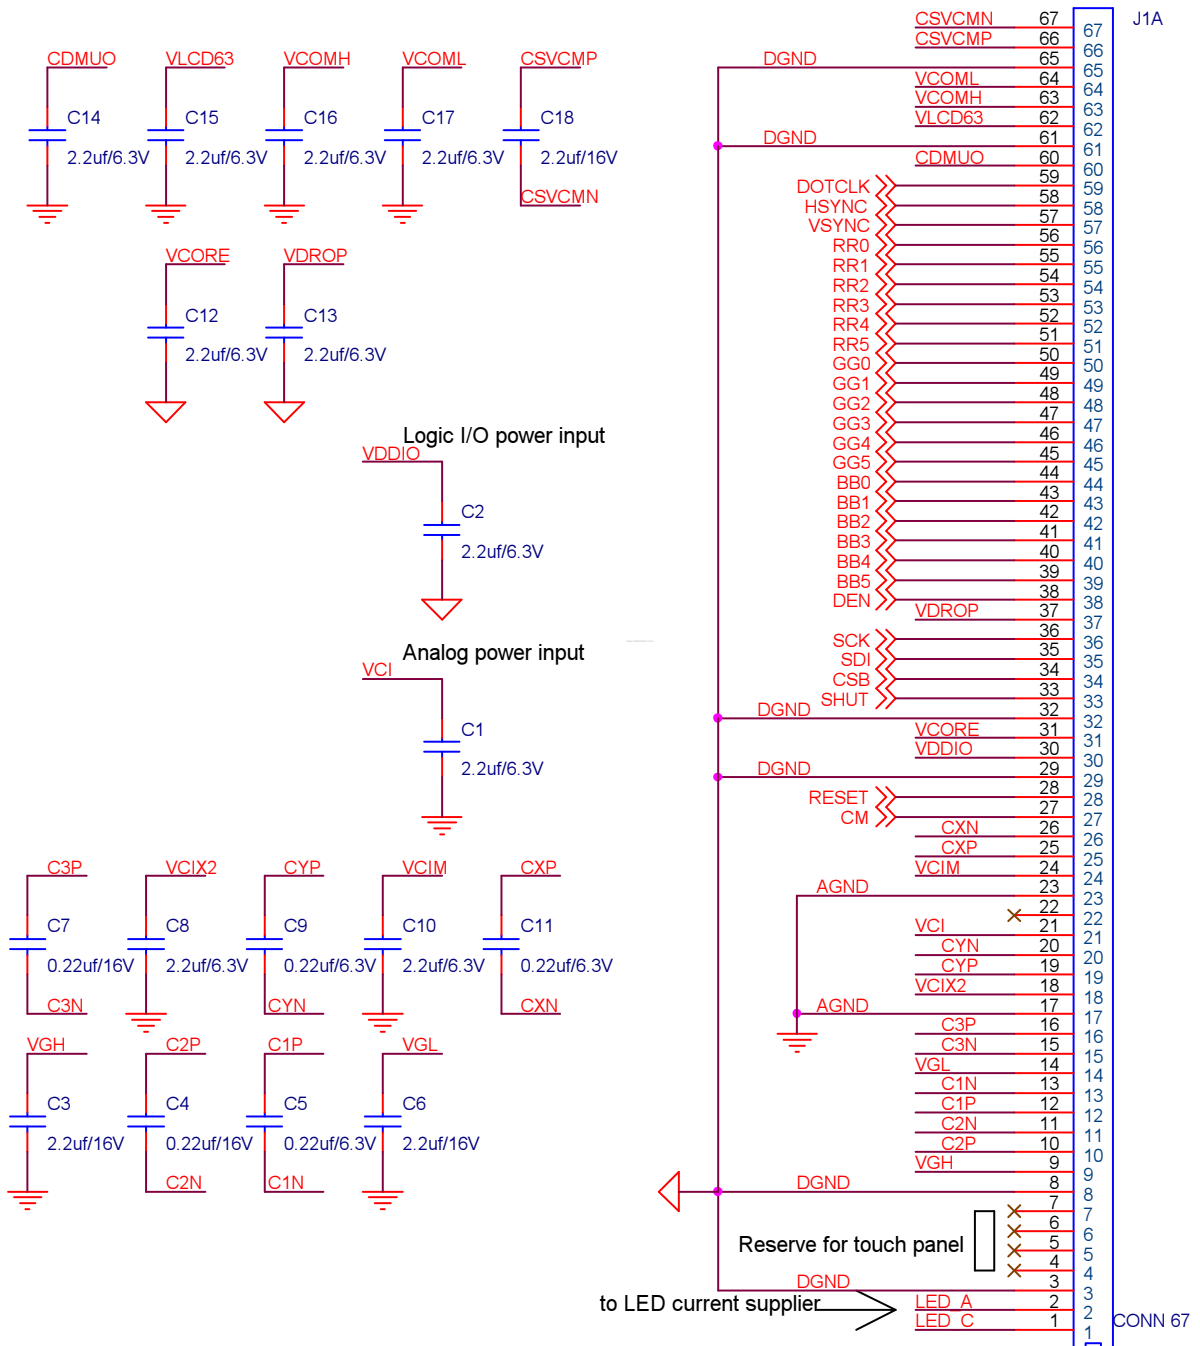 CDMUO VLCD63 VCOMH VCOML CSVCMP
C14 C15 C16 C17 C18
2.2uf/6.3V 2.2uf/6.3V 2.2uf/6.3V 2.2uf/6.3V 2.2uf/16V
CSVCMN
VCORE VDROP
C12 C13
2.2uf/6.3V 2.2uf/6.3V
Logic I/O power input
VDDIO
C2
2.2uf/6.3V
Analog power input
VCI
C1
2.2uf/6.3V
C3P VCIX2 CYP VCIM CXP
C7 C8 C9 C10 C11
0.22uf/16V 2.2uf/6.3V 0.22uf/6.3V 2.2uf/6.3V 0.22uf/6.3V
C3N CYN CXN
VGH C2P C1P VGL
C3 C4 C5 C6
2.2uf/16V 0.22uf/16V 0.22uf/6.3V 2.2uf/16V
C2N C1N
J1A
CSVCMN 67 67
CSVCMP 66 66
DGND 65 65
VCOML 64 64
VCOMH 63 63
VLCD63 62 62
DGND 61 61
CDMUO 60 60
DOTCLK 59 59
HSYNC 58 58
VSYNC 57 57
RR0 56 56
RR1 55 55
RR2 54 54
RR3 53 53
RR4 52 52
RR5 51 51
GG0 50 50
GG1 49 49
GG2 48 48
GG3 47 47
GG4 46 46
GG5 45 45
BB0 44 44
BB1 43 43
BB2 42 42
BB3 41 41
BB4 40 40
BB5 39 39
DEN 38 38
VDROP 37 37
SCK 36 36
SDI 35 35
CSB 34 34
SHUT 33 33
DGND 32 32
VCORE 31 31
VDDIO 30 30
DGND 29 29
RESET 28 28
CM 27 27
CXN 26 26
CXP 25 25
VCIM 24 24
AGND 23 23
22 22
VCI 21 21
CYN 20 20
CYP 19 19
VCIX2 18 18
AGND 17 17
C3P 16 16
C3N 15 15
VGL 14 14
C1N 13 13
C1P 12 12
C2N 11 11
C2P 10 10
VGH 9 9
DGND 8 8
7 7
6 6
Reserve for touch panel 5 5
4 4
DGND 3 3
to LED current supplier LED_A 2 2
LED_C 1 1
CONN 67